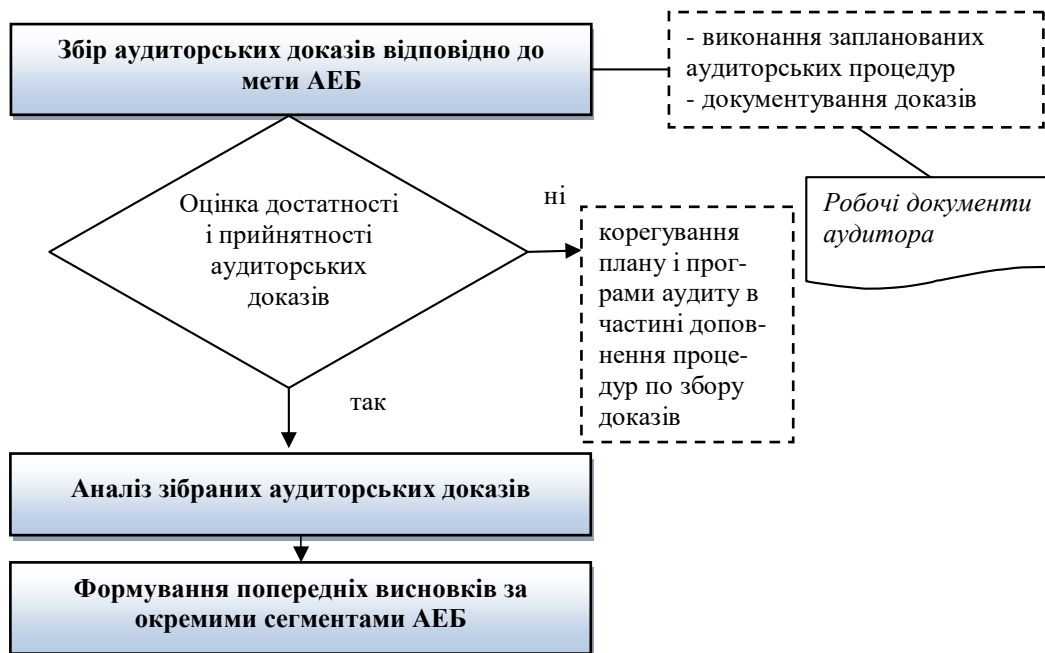 Збір аудиторських доказів відповідно до
мети АЕБ
- виконання запланованих
аудиторських процедур
- документування доказів
Робочі документи
аудитора
Оцінка достатності
і прийнятності
аудиторських
доказів
ні
корегування
плану і прог-
рами аудиту в
частині допов-
нення проце-
дур по збору
доказів
так
Аналіз зібраних аудиторських доказів
Формування попередніх висновків за
окремими сегментами АЕБ